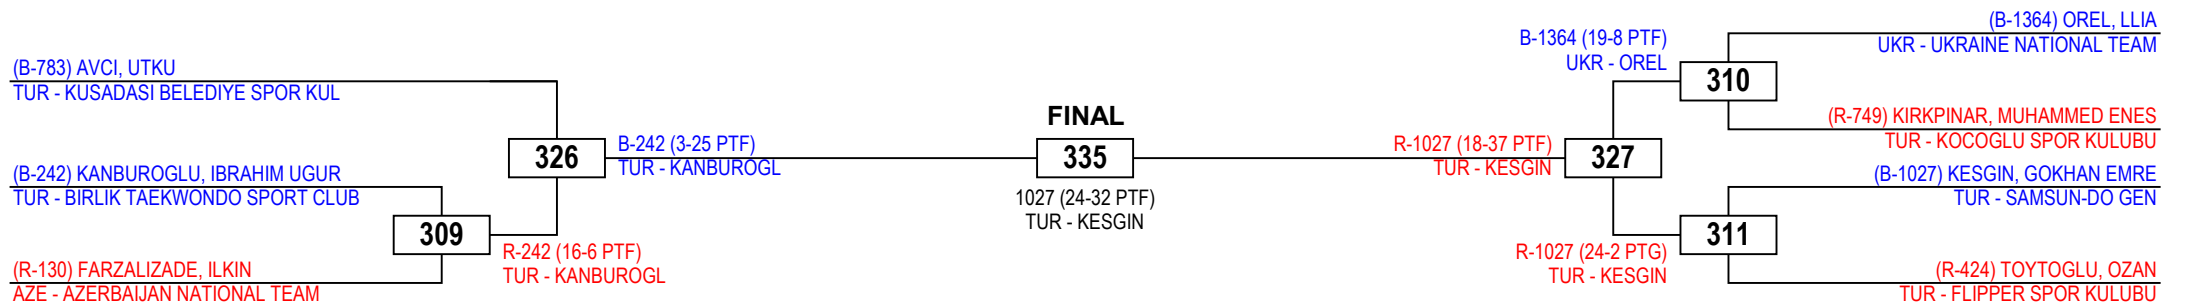 (B-783) AVCI, UTKU
TUR - KUSADASI BELEDIYE SPOR KUL
(B-242) KANBUROGLU, IBRAHIM UGUR
TUR - BIRLIK TAEKWONDO SPORT CLUB
(R-130) FARZALIZADE, ILKIN
AZE - AZERBAIJAN NATIONAL TEAM
309
R-242 (16-6 PTF)
TUR - KANBUROGL
326
B-242 (3-25 PTF)
TUR - KANBUROGL
FINAL
335
1027 (24-32 PTF)
TUR - KESGIN
R-1027 (18-37 PTF)
TUR - KESGIN
327
B-1364 (19-8 PTF)
UKR - OREL
310
R-1027 (24-2 PTG)
TUR - KESGIN
311
(B-1364) OREL, LLIA
UKR - UKRAINE NATIONAL TEAM
(R-749) KIRKPINAR, MUHAMMED ENES
TUR - KOCOGLU SPOR KULUBU
(B-1027) KESGIN, GOKHAN EMRE
TUR - SAMSUN-DO GEN
(R-424) TOYTOGLU, OZAN
TUR - FLIPPER SPOR KULUBU